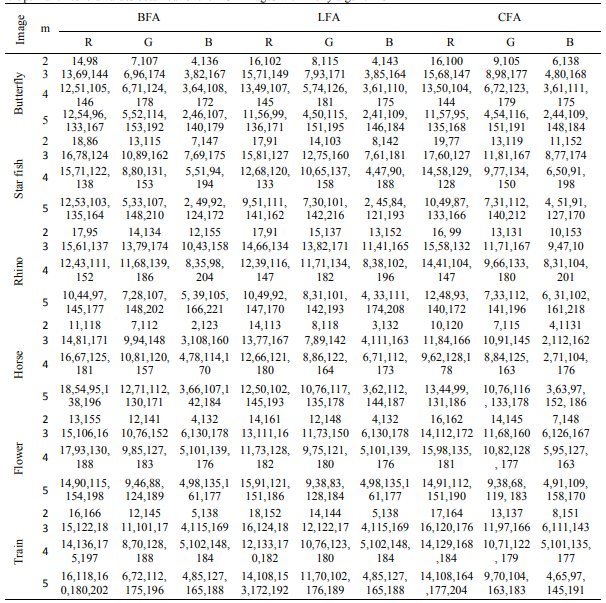 Image m BFA LFA CFA
R G B R G B R G B
Butterfly
2 14,98 7,107 4,136 16,102 8,115 4,143 16,100 9,105 6,138
3 13,69,144 6,96,174 3,82,167 15,71,149 7,93,171 3,85,164 15,68,147 8,98,177 4,80,168
4 12,51,105, 6,71,124, 3,64,108, 13,49,107, 5,74,126, 3,61,110, 13,50,104, 6,72,123, 3,61,111,
146 178 172 145 181 175 144 179 175
5 12,54,96, 5,52,114, 2,46,107, 11,56,99, 4,50,115, 2,41,109, 11,57,95, 4,54,116, 2,44,109,
133,167 153,192 140,179 136,171 151,195 146,184 135,168 151,191 148,184
Star fish
2 18,86 13,115 7,147 17,91 14,103 8,142 19,77 13,119 11,152
3 16,78,124 10,89,162 7,69,175 15,81,127 12,75,160 7,61,181 17,60,127 11,81,167 8,77,174
4 15,71,122, 8,80,131, 5,51,94, 12,68,120, 10,65,137, 4,47,90, 14,58,129, 9,77,134, 6,50,91,
138 153 194 133 158 188 128 150 198
5 12,53,103, 5,33,107, 2, 49,92, 9,51,111, 7,30,101, 2, 45,84, 10,49,87, 7,31,112, 4, 51,91,
135,164 148,210 124,172 141,162 142,216 121,193 133,166 140,212 127,170
Rhino
2 17,95 14,134 12,155 17,91 15,137 13,152 16, 99 13,131 10,153
3 15,61,137 13,79,174 10,43,158 14,66,134 13,82,171 11,41,165 15,58,132 11,71,167 9,47,10
4 12,43,111, 11,68,139, 8,35,98, 12,39,116, 11,71,134, 8,38,102, 14,41,104, 9,66,133, 8,31,104,
152 186 204 147 182 196 147 180 201
5 10,44,97, 7,28,107, 5, 39,105, 10,49,92, 8,31,101, 4, 33,111, 12,48,93, 7,33,112, 6, 31,102,
145,177 148,202 166,221 147,170 142,193 174,208 140,172 141,196 161,218
Horse
2 11,118 7,112 2,123 14,113 8,118 3,132 10,120 7,115 4,1131
3 14,81,171 9,94,148 3,108,160 13,77,167 7,89,142 4,111,163 11,84,166 10,91,145 2,112,162
4 16,67,125, 10,81,120, 4,78,114,1 12,66,121, 8,86,122, 6,71,112, 9,62,128,1 8,84,125, 2,71,104,
181 157 70 180 164 173 78 163 176
5 18,54,95,1 12,71,112, 3,66,107,1 12,50,102, 10,76,117, 3,62,112, 13,44,99, 10,76,116 3,63,97,
38,196 130,171 42,184 145,193 135,178 144,187 131,186 , 133,178 152, 186
Flower
2 13,155 12,141 4,132 14,161 12,148 4,132 16,162 14,145 7,148
3 15,106,16 10,76,152 6,130,178 13,111,16 11,73,150 6,130,178 14,112,172 11,68,160 6,126,167
4 17,93,130, 9,85,127, 5,101,139, 11,73,128, 9,75,121, 5,101,139, 15,98,135, 10,82,128 5,95,127,
188 183 176 182 180 176 181 , 177 163
5 14,90,115, 9,46,88, 4,98,135,1 15,91,121, 9,38,83, 4,98,135,1 14,91,112, 9,38,68, 4,91,109,
154,198 124,189 61,177 151,186 128,184 61,177 151,190 119, 183 158,170
Train
2 16,166 12,145 5,138 18,152 14,144 5,138 17,164 13,137 8,151
3 15,122,18 11,101,17 4,115,169 16,124,18 12,122,17 4,115,169 16,120,176 11,97,166 6,111,143
4 14,136,17 8,70,128, 5,102,148, 12,133,17 10,76,123, 5,102,148, 14,129,168 10,71,122 5,101,135,
5,197 188 184 0,182 180 184 ,184 , 179 177
5 16,118,16 6,72,112, 4,85,127, 14,108,15 11,70,102, 4,85,127, 14,108,164 9,70,104, 4,65,97,
0,180,202 175,196 165,188 3,172,192 176,189 165,188 ,177,204 163,183 145,191